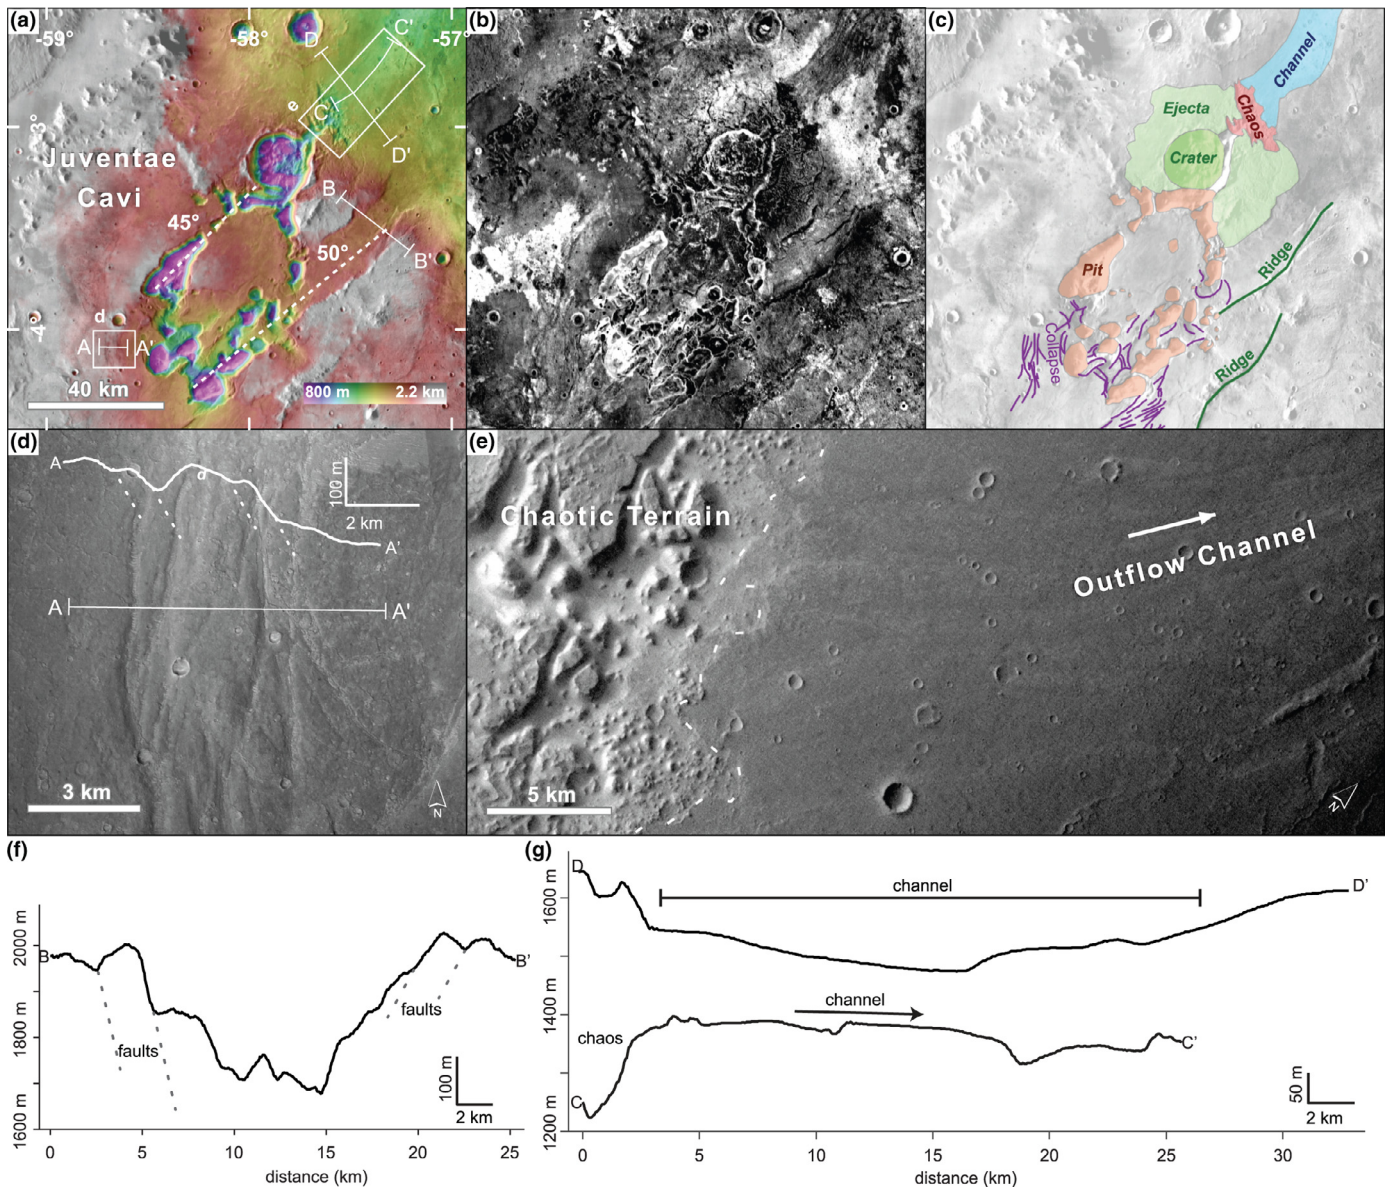 (a)
-59°
-58°
-57°
C'
D
e
C
D'
-3°
Juventae
Cavi
B
45°
50°
B'
-4°
d
A
A'
40 km
800 m
2.2 km
(b)
(c)
Channel
Chaos
Ejecta
Crater
Pit
Ridge
Collapse
Ridge
(d)
A
d
100 m
2 km
A'
A
A'
3 km
N
(e)
Chaotic Terrain
Outflow Channel
5 km
N
(f)
2000 m
1800 m
1600 m
B
B'
faults
faults
100 m
2 km
0 5 10 15 20 25
distance (km)
(g)
1600 m
1400 m
1200 m
D
channel
D'
channel
chaos
C'
C
50 m
2 km
0 5 10 15 20 25 30
distance (km)